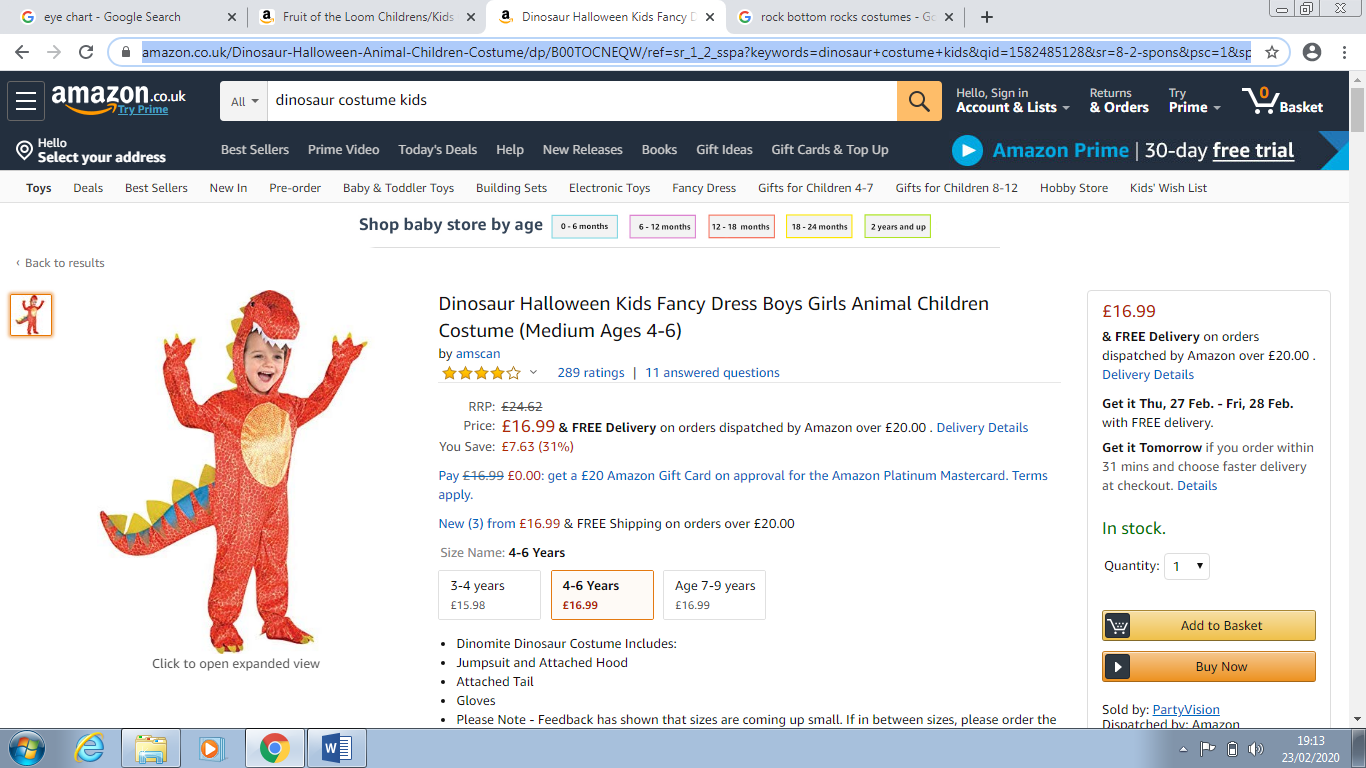 eye chart - Google Search
Fruit of the Loom Childrens/Kids
Dinosaur Halloween Kids Fancy D
rock bottom rocks costumes - Go
amazon.co.uk/Dinosaur-Halloween-Animal-Children-Costume/dp/B00TOCNEQW/ref=sr_1_2_sspa?keywords=dinosaur+costume+kids&qid=1582485128&sr=8-2-spons&psc=1&sp
amazon.co.uk
Try Prime
All
dinosaur costume kids
Hello, Sign in
Account & Lists
Returns
& Orders
Try
Prime
0
Basket
Hello
Select your address
Best Sellers Prime Video Today's Deals Help New Releases Books Gift Ideas Gift Cards & Top Up
Amazon Prime | 30-day free trial
Toys Deals Best Sellers New In Pre-order Baby & Toddler Toys Building Sets Electronic Toys Fancy Dress Gifts for Children 4-7 Gifts for Children 8-12 Hobby Store Kids' Wish List
Shop baby store by age 0 - 6 months 6 - 12 months 12 - 18 months 18 - 24 months 2 years and up
‹ Back to results
Click to open expanded view
Dinosaur Halloween Kids Fancy Dress Boys Girls Animal Children
Costume (Medium Ages 4-6)
by amscan
289 ratings | 11 answered questions
RRP: £24.62
Price: £16.99 & FREE Delivery on orders dispatched by Amazon over £20.00 . Delivery Details
You Save: £7.63 (31%)
Pay £16.99 £0.00: get a £20 Amazon Gift Card on approval for the Amazon Platinum Mastercard. Terms
apply.
New (3) from £16.99 & FREE Shipping on orders over £20.00
Size Name: 4-6 Years
3-4 years
£15.98
4-6 Years
£16.99
Age 7-9 years
£16.99
• Dinomite Dinosaur Costume Includes:
• Jumpsuit and Attached Hood
• Attached Tail
• Gloves
• Please Note - Feedback has shown that sizes are coming up small. If in between sizes, please order the
£16.99
& FREE Delivery on orders
dispatched by Amazon over £20.00 .
Delivery Details
Get it Thu, 27 Feb. - Fri, 28 Feb.
with FREE delivery.
Get it Tomorrow if you order within
31 mins and choose faster delivery
at checkout. Details
In stock.
Quantity: 1
Add to Basket
Buy Now
Sold by: PartyVision
Dispatched by: Amazon
19:13
23/02/2020